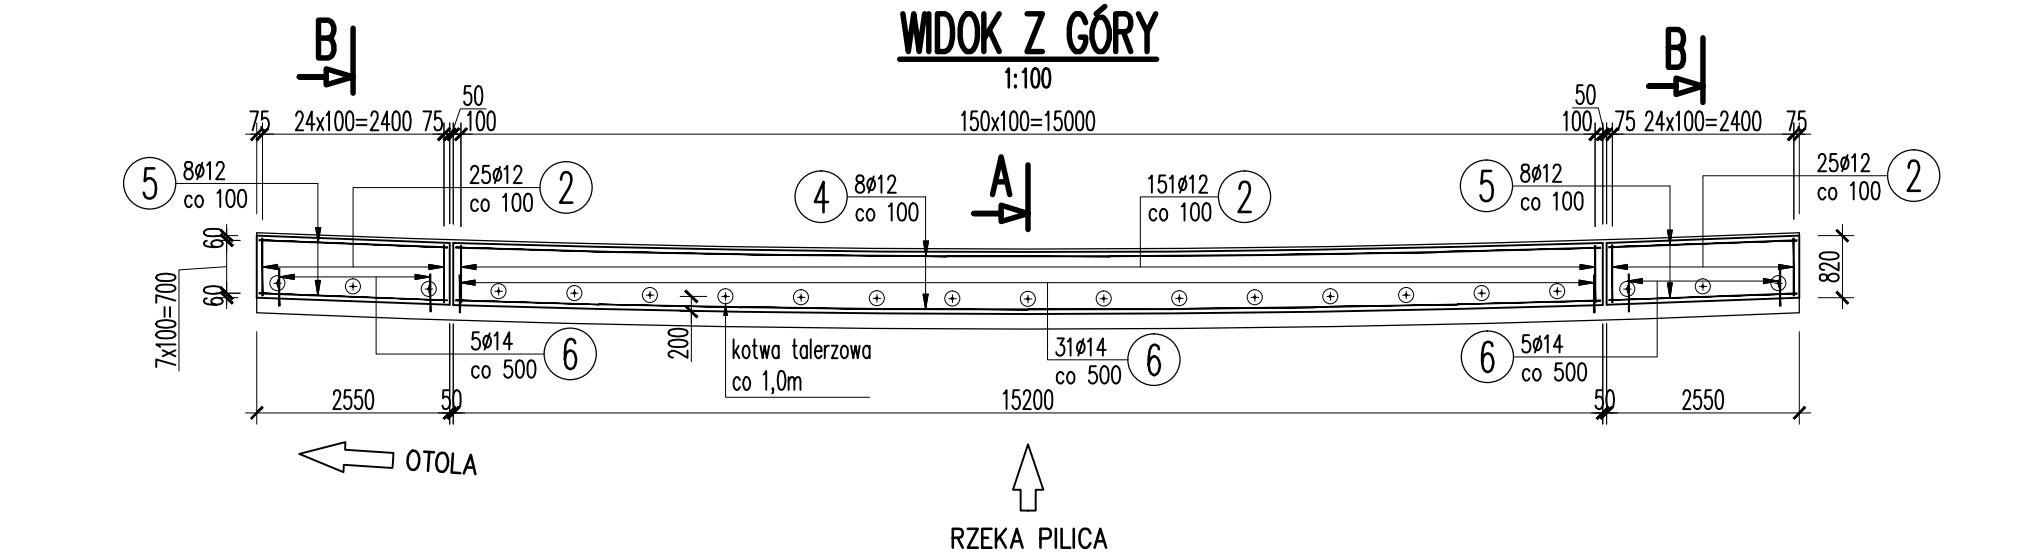 WIDOK Z GÓRY
1:100
B
B
50
50
75
24x100=2400
75
100
150x100=15000
100
75
24x100=2400
75
5
8ø12
co 100
25ø12
co 100
2
4
8ø12
co 100
A
151ø12
co 100
2
5
8ø12
co 100
25ø12
co 100
2
60
60
7x100=700
820
200
5ø14
co 500
6
kotwa talerzowa
co 1,0m
31ø14
co 500
6
6
5ø14
co 500
2550
50
15200
50
2550
OTOLA
RZEKA PILICA